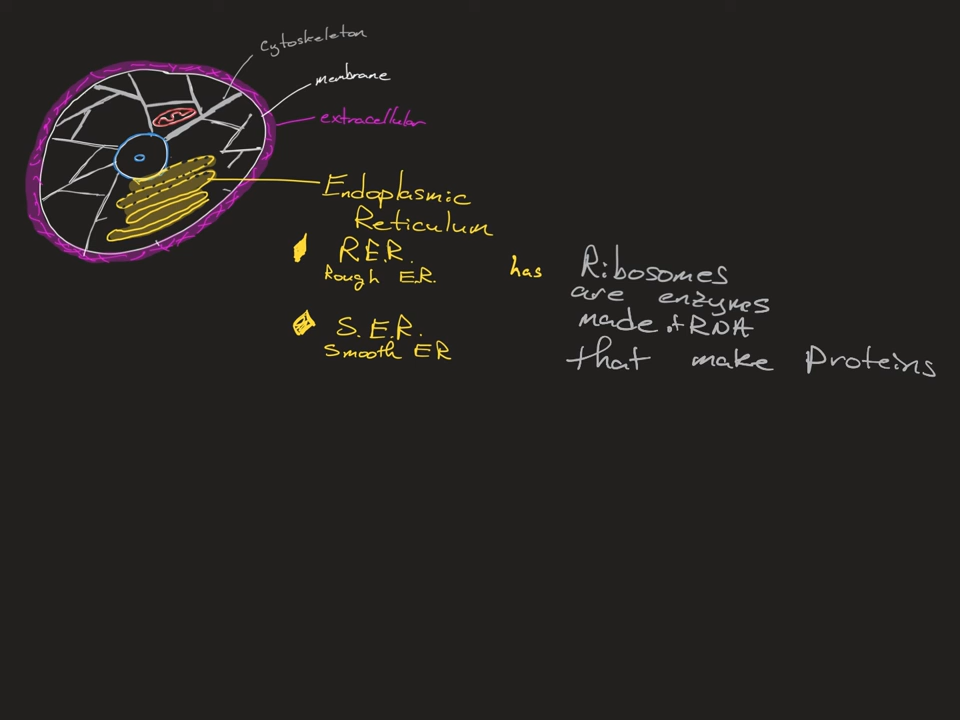 cytoskeleton
membrane
extracellular
Endoplasmic
Reticulum
R.E.R.
Rough E.R.
has
Ribosomes
are enzymes
made of RNA
that make Proteins
S.E.R.
Smooth ER